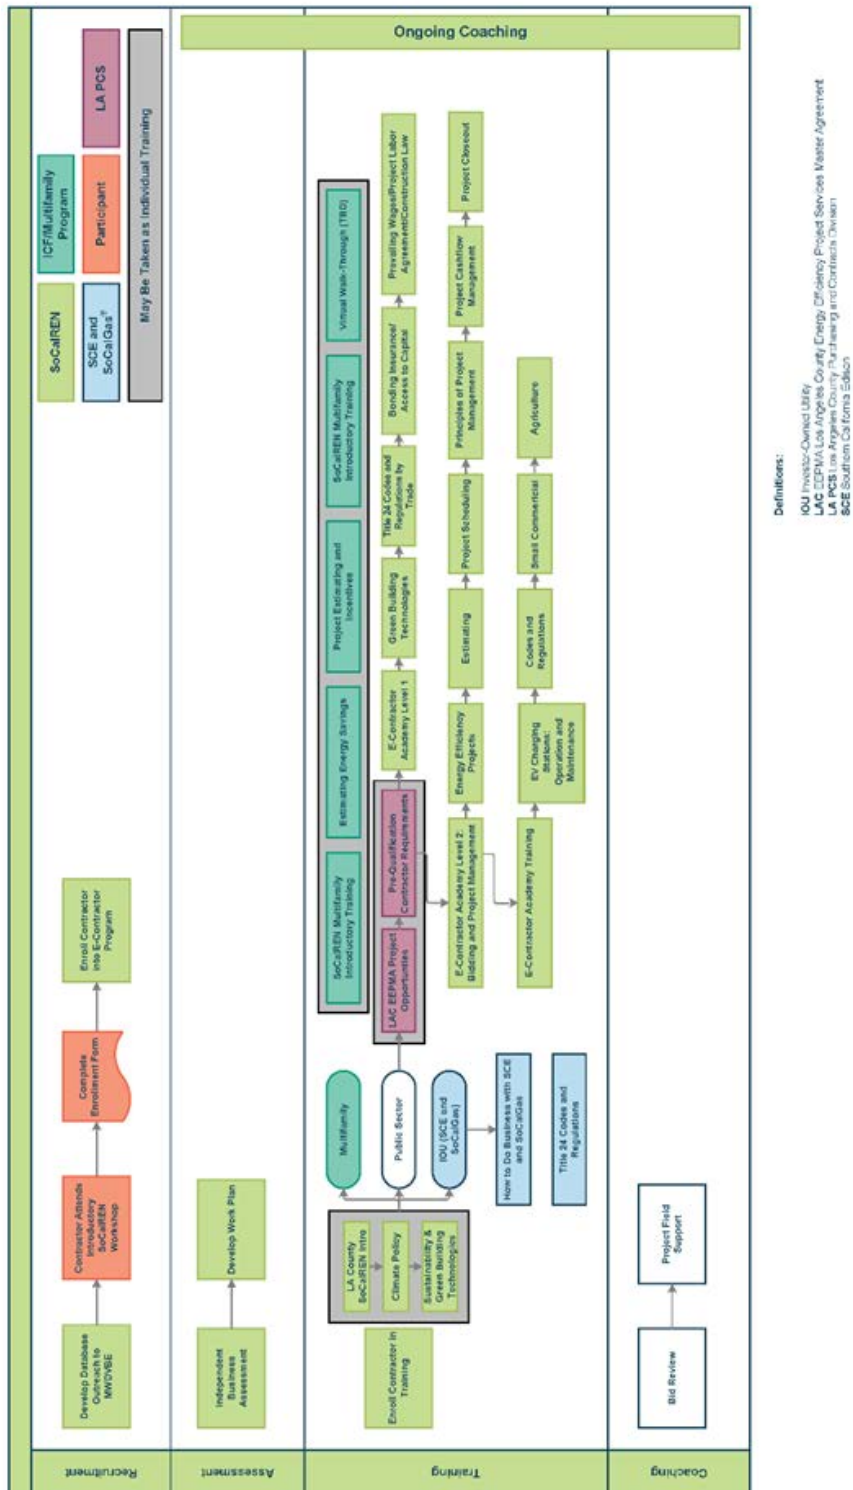 SoCalREN
ICF/Multifamily
Program
SCE and
SoCalGas®
Participant
LA PCS
May Be Taken as Individual Training
Recruitment
Develop Database
Outreach to
MWDVBE
Contractor Attends
Introductory
SoCalREN
Workshop
Complete
Enrollment Form
Enroll Contractor
into E-Contractor
Program
Assessment
Independent
Business
Assessment
Develop Work Plan
Ongoing Coaching
Training
Enroll Contractor in
Training
LA County
SoCalREN Intro
Climate Policy
Sustainability &
Green Building
Technologies
Multifamily
Public Sector
IOU (SCE and
SoCalGas)
How to Do Business with SCE
and SoCalGas
Title 24 Codes and
Regulations
SoCalREN Multifamily
Introductory Training
Estimating Energy Savings
Project Estimating and
Incentives
SoCalREN Multifamily
Introductory Training
Virtual Walk-Through (TBD)
LAC EEPMA Project
Opportunities
Pre-Qualification
Contractor Requirements
E-Contractor
Academy Level 1
Green Building
Technologies
Title 24 Codes and
Regulations by
Trade
Bonding Insurance/
Access to Capital
Prevailing Wages/Project Labor
Agreement/Construction Law
E-Contractor Academy Level 2:
Bidding and Project Management
Energy Efficiency
Projects
Estimating
Project Scheduling
Principles of Project
Management
Project Cashflow
Management
Project Closeout
E-Contractor Academy Training
EV Charging
Stations:
Operation and
Maintenance
Codes and
Regulations
Small Commericial
Agriculture
Coaching
Bid Review
Project Field
Support
Definitions:
IOU Investor-Owned Utility
LAC EEPMA Los Angeles County Energy Efficiency Project Services Master Agreement
LA PCS Los Angeles County Purchasing and Contracts Division
SCE Southern California Edison